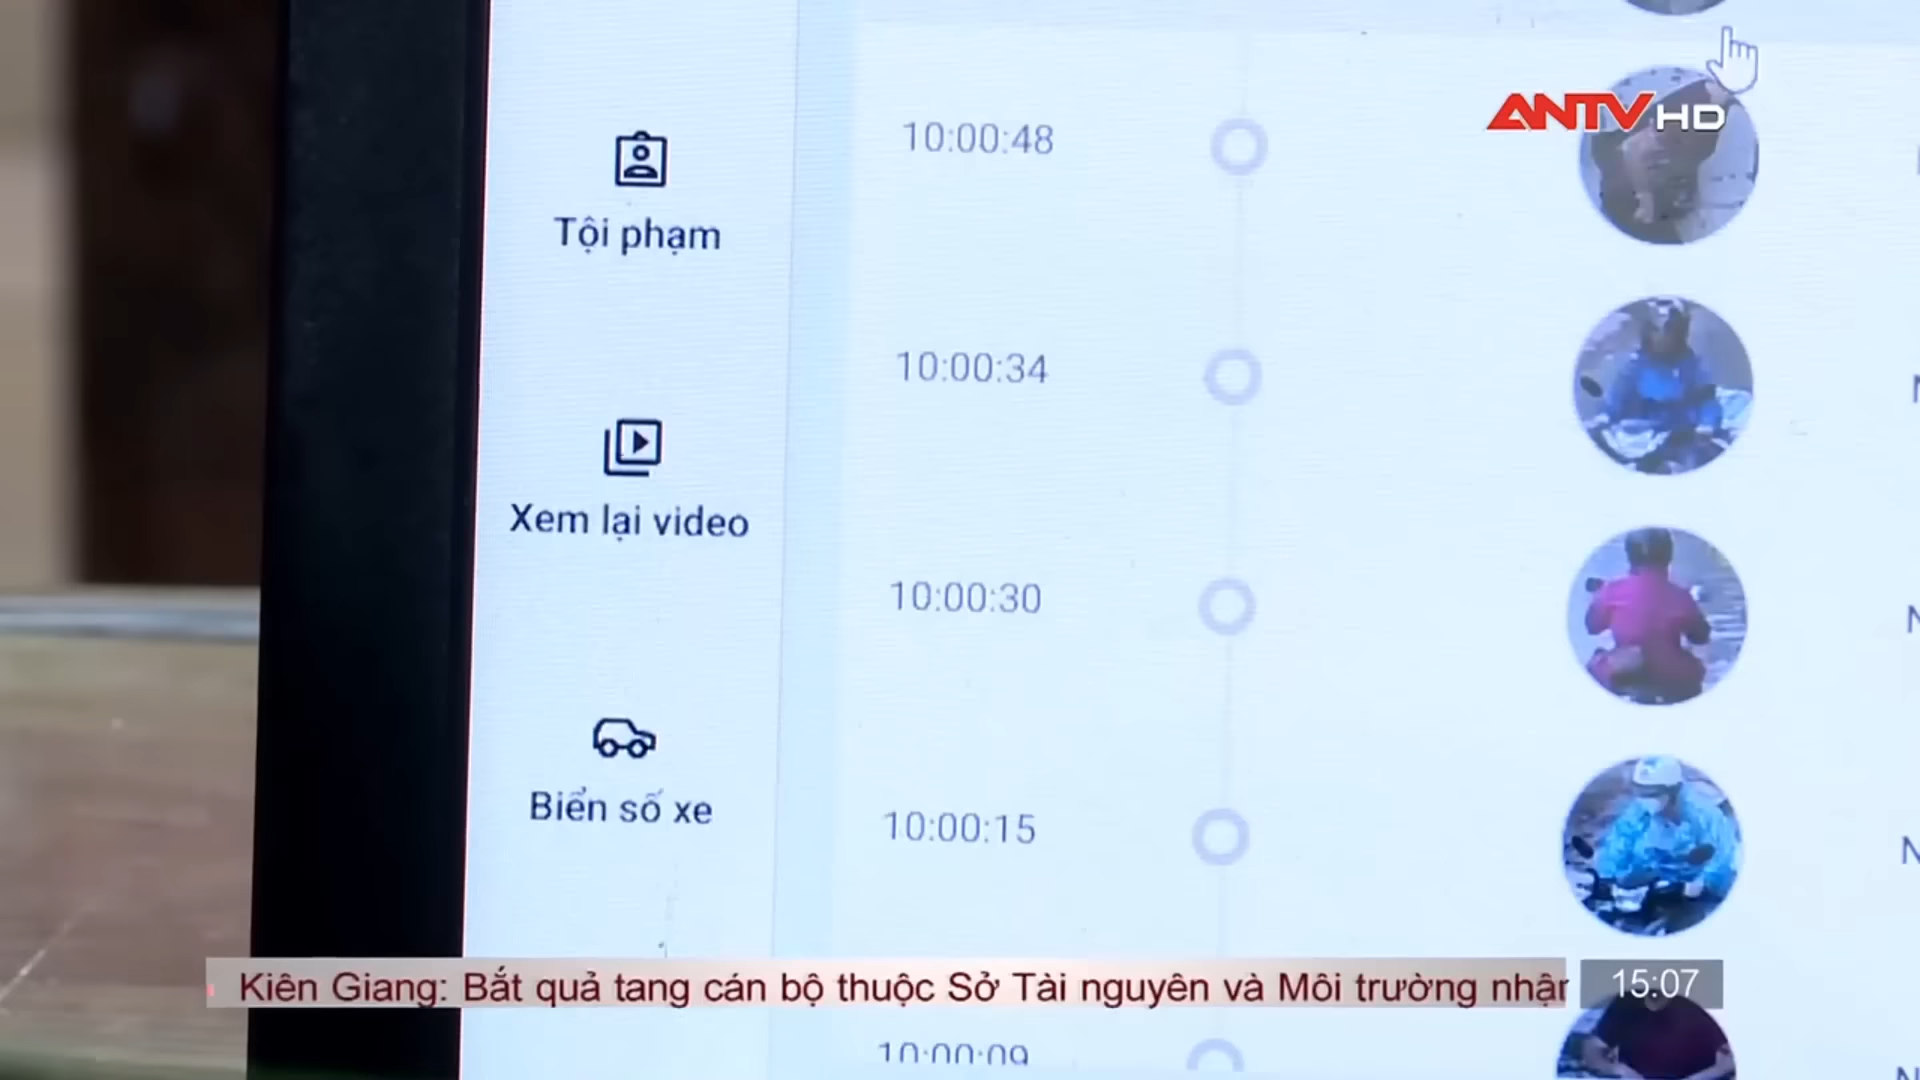 ANTV HD
10:00:48
Tội phạm
10:00:34
Xem lại video
10:00:30
Biển số xe
10:00:15
Kiên Giang: Bắt quả tang cán bộ thuộc Sở Tài nguyên và Môi trường nhận
15:07
10:00:09